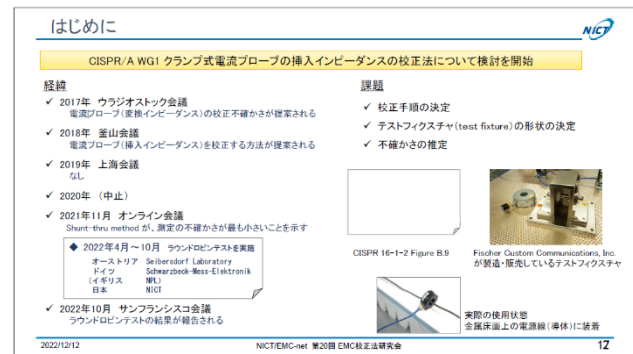 はじめに
NICT
CISPR/A WG1 クランプ式電流プローブの挿入インピーダンスの校正法について検討を開始
経緯
✓ 2017年 ウラジオストック会議
電流プローブ(変換インピーダンス)の校正不確かさが提案される
✓ 2018年 釜山会議
電流プローブ(挿入インピーダンス)を校正する方法が提案される
✓ 2019年 上海会議
なし
✓ 2020年 (中止)
✓ 2021年11月 オンライン会議
Shunt-thru method が、測定の不確かさが最も小さいことを示す
◆ 2022年4月~10月 ラウンドロビンテストを実施
オーストリア Seibersdorf Laboratory
ドイツ Schwarzbeck-Mess-Elektronik
(イギリス NPL)
日本 NICT
✓ 2022年10月 サンフランシスコ会議
ラウンドロビンテストの結果が報告される
課題
✓ 校正手順の決定
✓ テストフィクスチャ(test fixture)の形状の決定
✓ 不確かさの推定
CISPR 16-1-2 Figure B.9
Fischer Custom Communications, Inc.
が製造・販売しているテストフィクスチャ
実際の使用状態
金属床面上の電源線(導体)に装着
2022/12/12
NICT/EMC-net 第20回 EMC校正法研究会